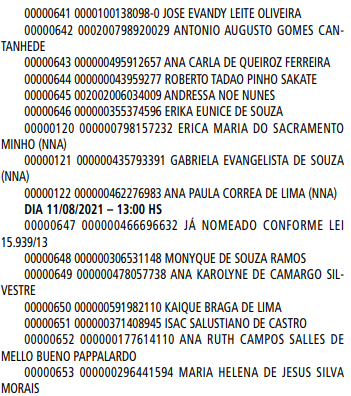 00000641 0000100138098-0 JOSE EVANDY LEITE OLIVEIRA
00000642 000200798920029 ANTONIO AUGUSTO GOMES CAN-
TANHEDE
00000643 000000495912657 ANA CARLA DE QUEIROZ FERREIRA
00000644 000000043959277 ROBERTO TADAO PINHO SAKATE
00000645 002002006034009 ANDRESSA NOE NUNES
00000646 000000355374596 ERIKA EUNICE DE SOUZA
00000120 000000798157232 ERICA MARIA DO SACRAMENTO
MINHO (NNA)
00000121 000000435793391 GABRIELA EVANGELISTA DE SOUZA
(NNA)
00000122 000000462276983 ANA PAULA CORREA DE LIMA (NNA)
DIA 11/08/2021 – 13:00 HS
00000647 000000466696632 JÁ NOMEADO CONFORME LEI
15.939/13
00000648 000000306531148 MONYQUE DE SOUZA RAMOS
00000649 000000478057738 ANA KAROLYNE DE CAMARGO SIL-
VESTRE
00000650 000000591982110 KAIQUE BRAGA DE LIMA
00000651 000000371408945 ISAC SALUSTIANO DE CASTRO
00000652 000000177614110 ANA RUTH CAMPOS SALLES DE
MELLO BUENO PAPPALARDO
00000653 000000296441594 MARIA HELENA DE JESUS SILVA
MORAIS